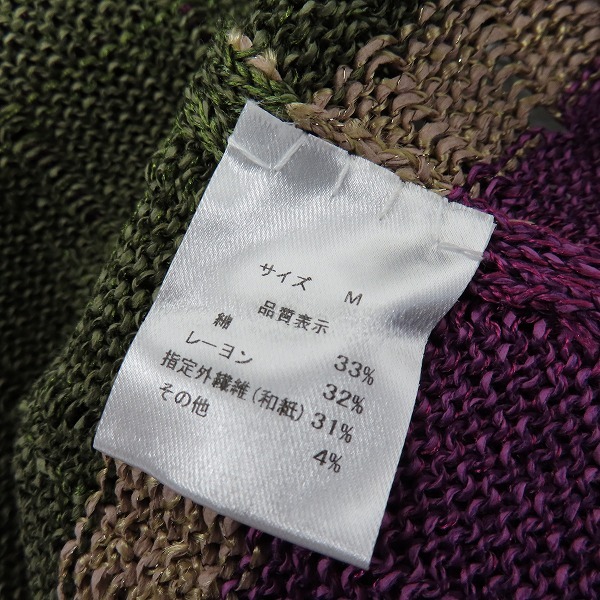 サイズ M
品質表示
綿 33%
レーヨン 32%
指定外繊維(和紙) 31%
その他 4%